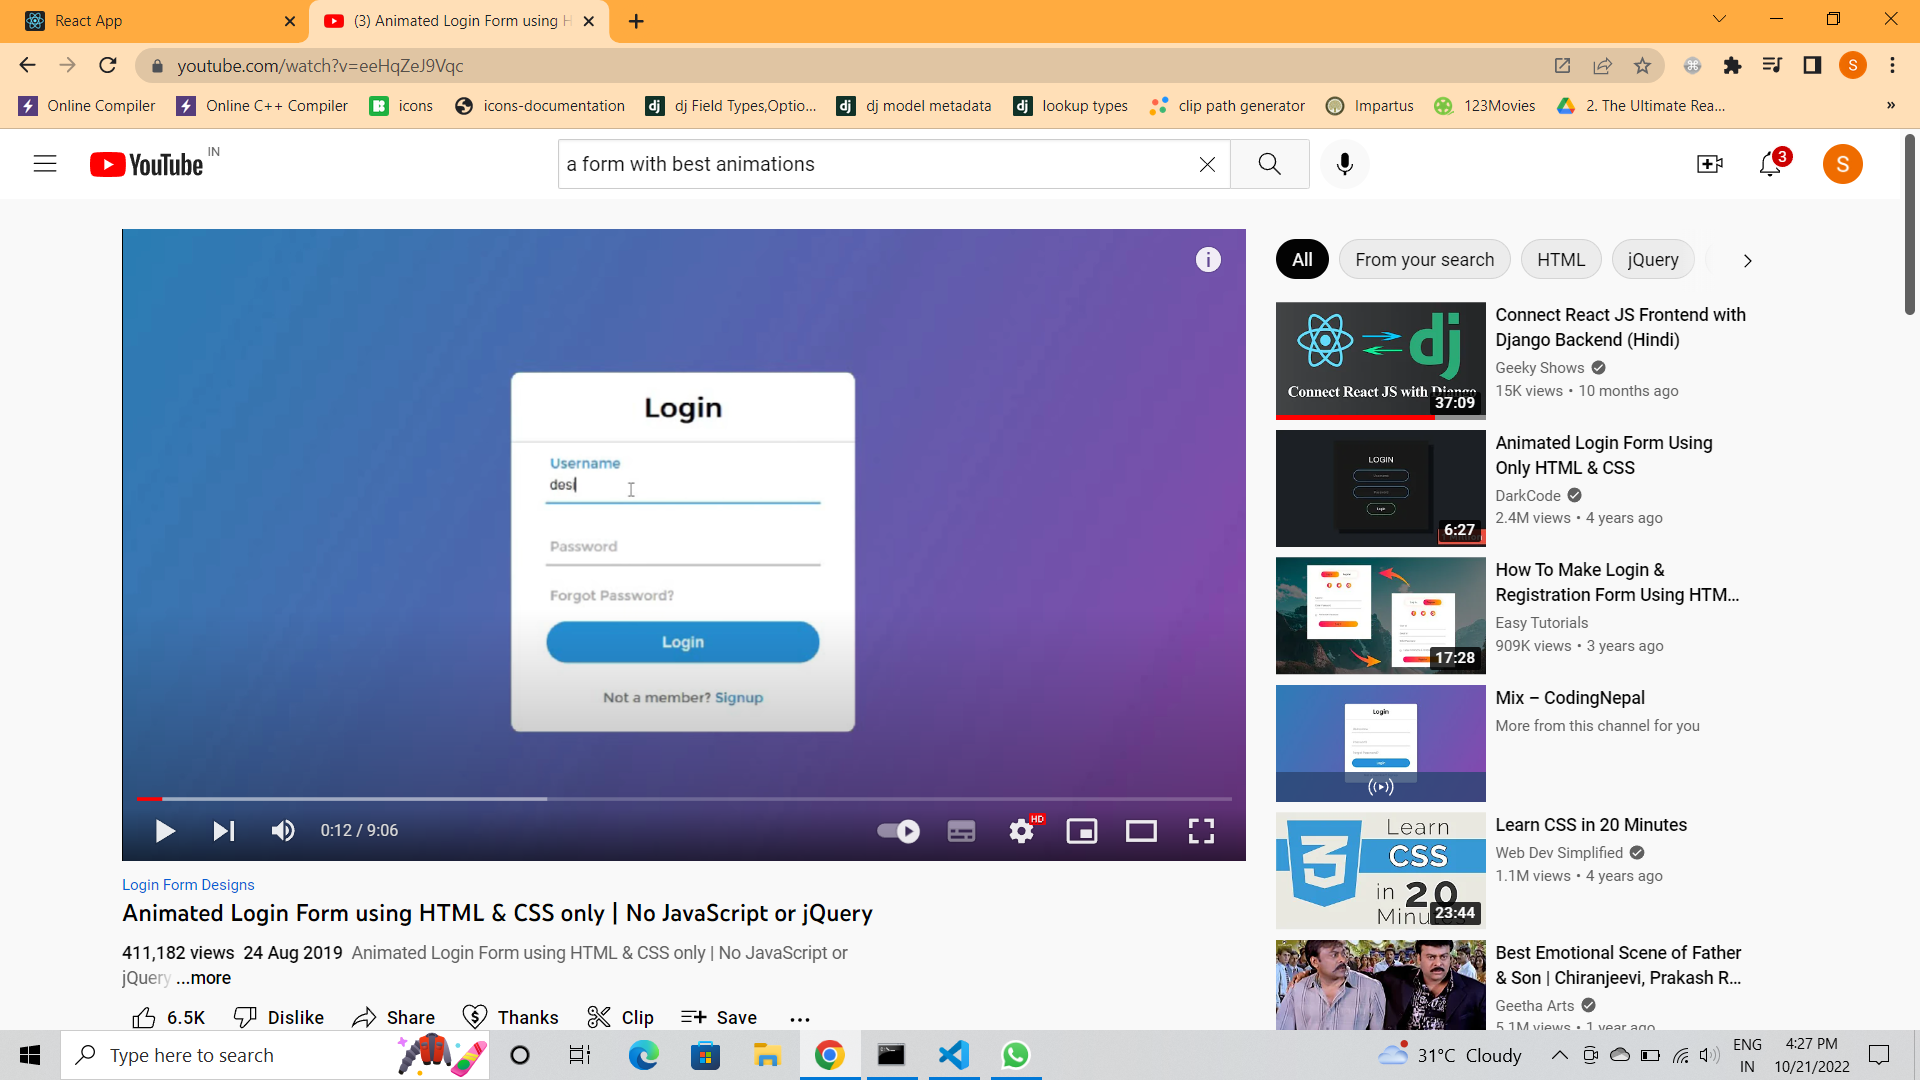 React App
(3) Animated Login Form using H
youtube.com/watch?v=eeHqZeJ9Vqc
S
Online Compiler
Online C++ Compiler
icons
icons-documentation
dj Field Types,Optio...
dj model metadata
lookup types
clip path generator
Impartus
123Movies
2. The Ultimate Rea...
»
YouTube IN
a form with best animations
3
S
Login
Username
desi
Password
Forgot Password?
Login
Not a member? Signup
0:12 / 9:06
HD
Login Form Designs
Animated Login Form using HTML & CSS only | No JavaScript or jQuery
411,182 views 24 Aug 2019 Animated Login Form using HTML & CSS only | No JavaScript or
jQuery ...more
6.5K
Dislike
Share
Thanks
Clip
Save
All
From your search
HTML
jQuery
dj
Connect React JS with Django
37:09
Connect React JS Frontend with
Django Backend (Hindi)
Geeky Shows
15K views • 10 months ago
LOGIN
Login
6:27
Animated Login Form Using
Only HTML & CSS
DarkCode
2.4M views • 4 years ago
17:28
How To Make Login &
Registration Form Using HTM...
Easy Tutorials
909K views • 3 years ago
Login
Mix – CodingNepal
More from this channel for you
3
Learn
CSS
in 20
Minutes
23:44
Learn CSS in 20 Minutes
Web Dev Simplified
1.1M views • 4 years ago
Best Emotional Scene of Father
& Son | Chiranjeevi, Prakash R...
Geetha Arts
5.1M views • 1 year ago
Type here to search
31°C Cloudy
ENG
IN
4:27 PM
10/21/2022